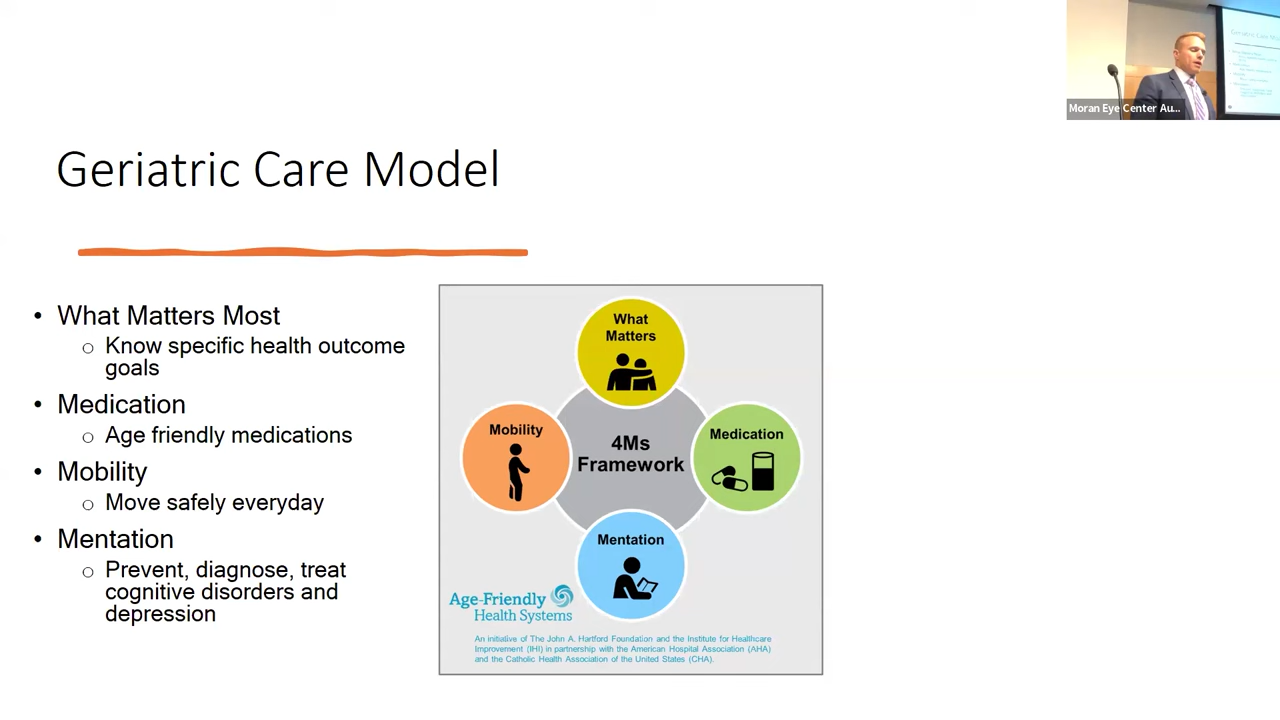 Moran Eye Center Au...
Geriatric Care Model
• What Matters Most
○ Know specific health outcome
goals
• Medication
○ Age friendly medications
• Mobility
○ Move safely everyday
• Mentation
○ Prevent, diagnose, treat
cognitive disorders and
depression
What
Matters
Mobility
4Ms
Framework
Medication
Mentation
Age-Friendly
Health Systems
An initiative of The John A. Hartford Foundation and the Institute for Healthcare
Improvement (IHI) in partnership with the American Hospital Association (AHA)
and the Catholic Health Association of the United States (CHA).